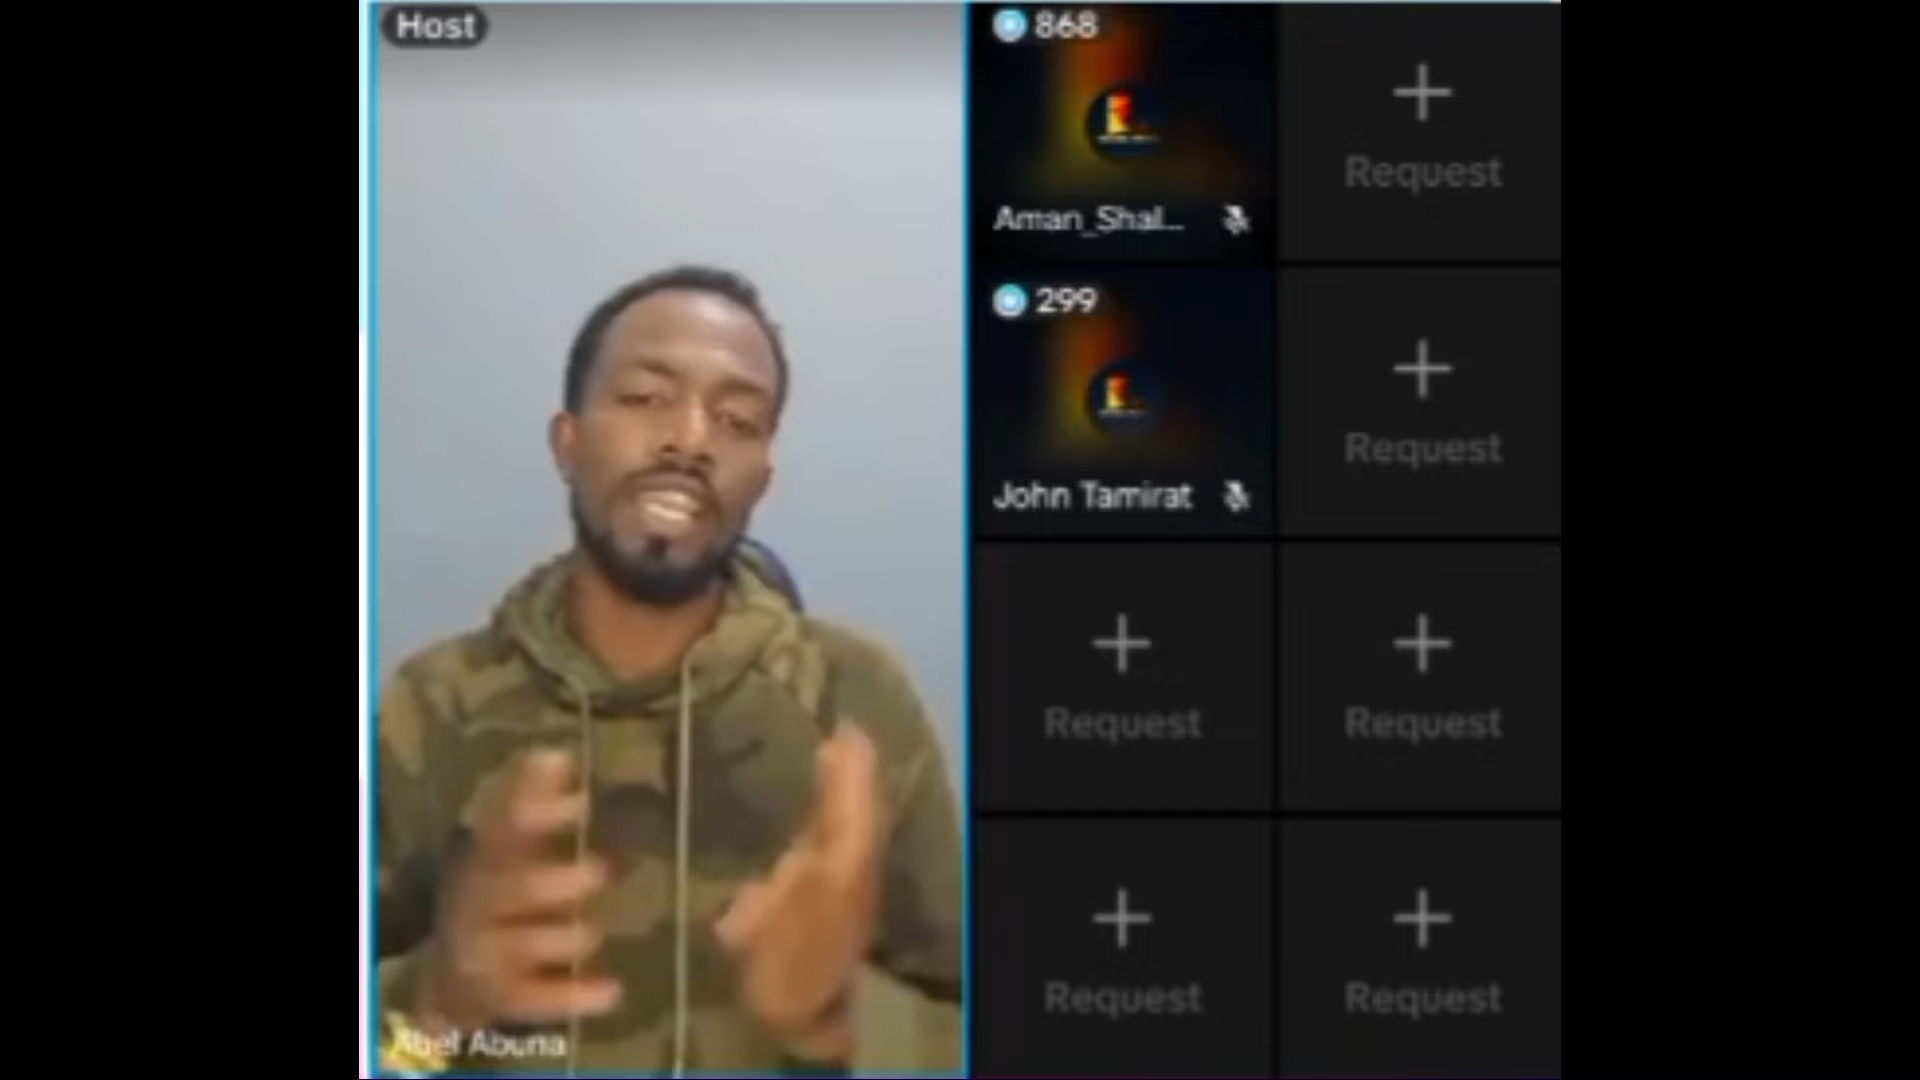 Host
Abel Abuna
868
Aman_Shal...
299
John Tamirat
+
Request
+
Request
+
Request
+
Request
+
Request
+
Request